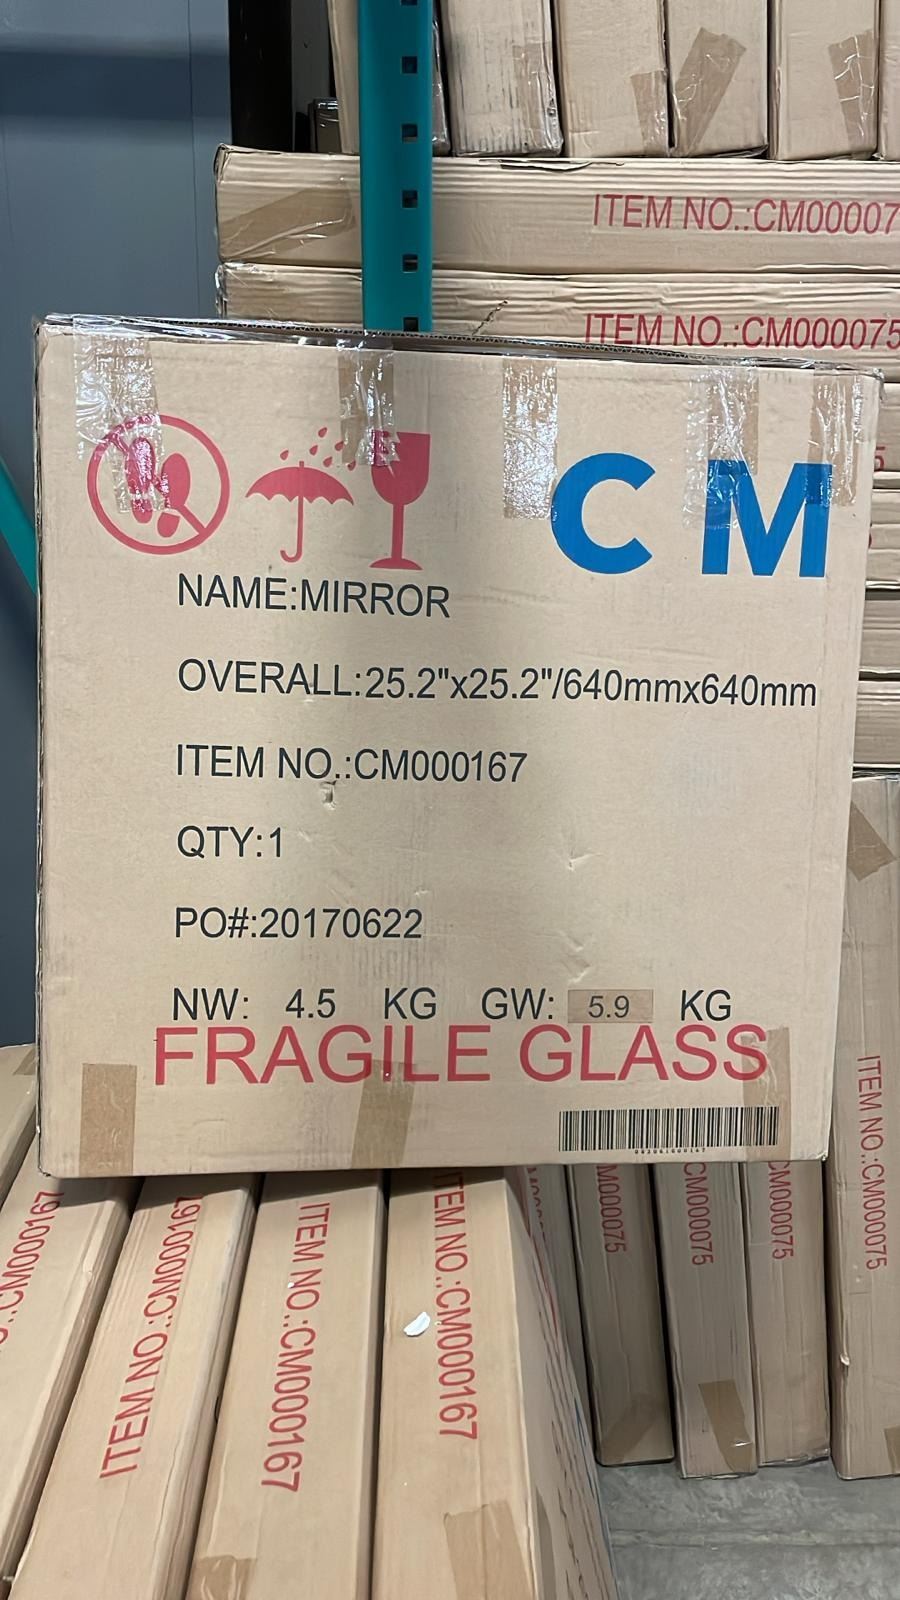 ITEM NO.:CM00007
ITEM NO.:CM000075
CM
NAME:MIRROR
OVERALL:25.2"x25.2"/640mmx640mm
ITEM NO.:CM000167
QTY:1
PO#:20170622
NW: 4.5 KG GW: 5.9 KG
FRAGILE GLASS
.:CM000167
ITEM NO.:CM000167
ITEM NO.:CM000167
ITEM NO.:CM000167
M000075
CM000075
CM000075
ITEM NO.:CM000075